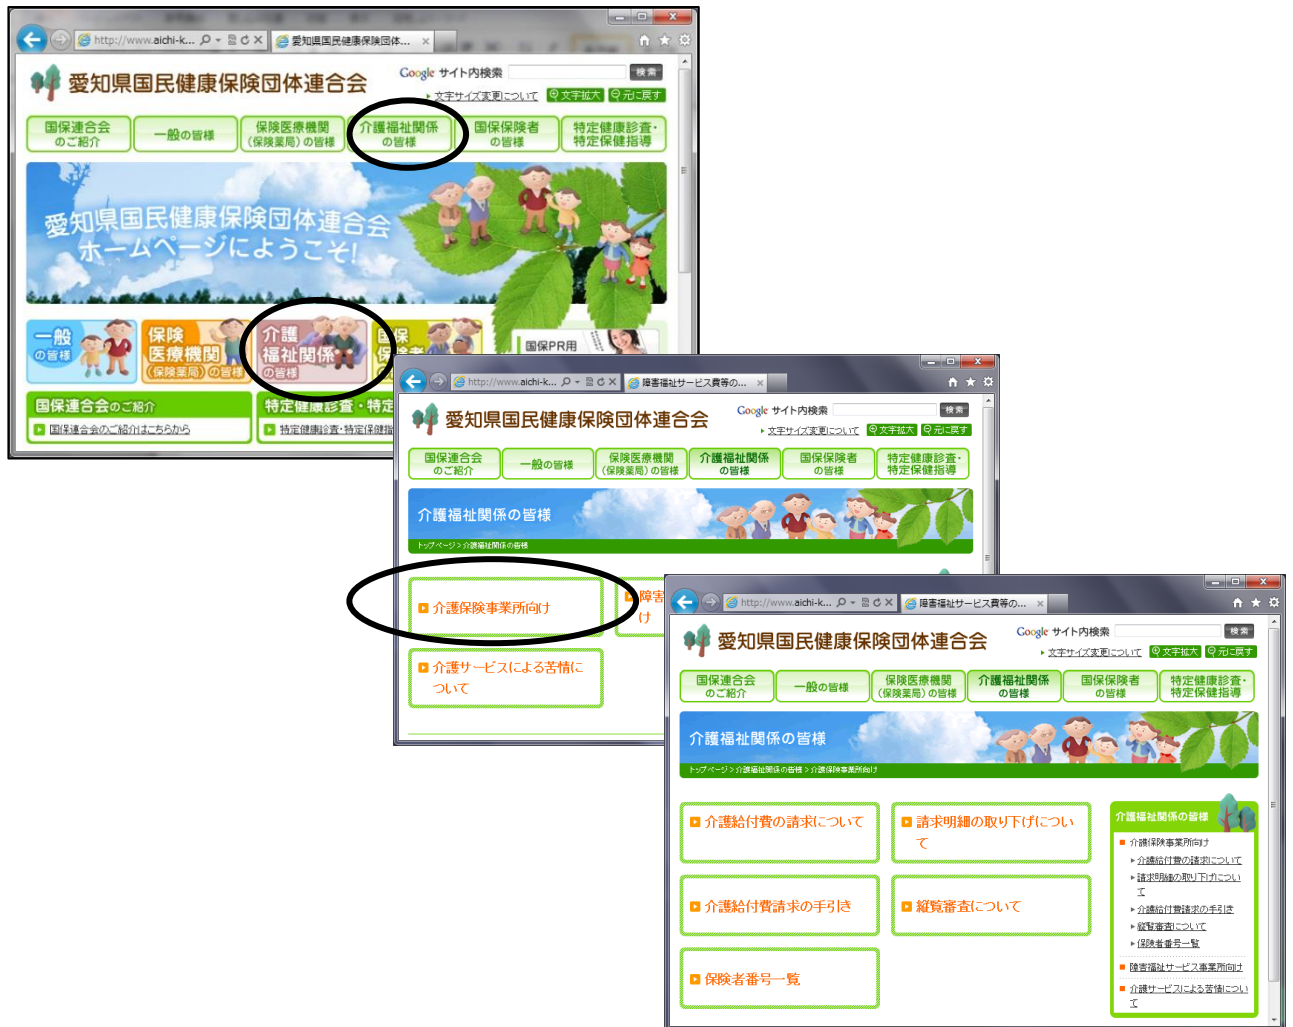 http://www.aichi-k...
愛知県国民健康保険団体...
愛知県国民健康保険団体連合会
Google サイト内検索
検索
文字サイズ変更について
文字拡大
元に戻す
国保連合会
のご紹介
一般の皆様
保険医療機関
(保険薬局)の皆様
介護福祉関係
の皆様
国保保険者
の皆様
特定健康診査・
特定保健指導
愛知県国民健康保険団体連合会
ホームページにようこそ!
一般
の皆様
保険
医療機関
(保険薬局)の皆様
介護
福祉関係
の皆様
国保
国保PR用
国保連合会のご紹介
国保連合会のご紹介はこちらから
特定健康診査・特定
特定健康診査・特定保健指
http://www.aichi-k...
障害福祉サービス費等の...
愛知県国民健康保険団体連合会
Google サイト内検索
検索
文字サイズ変更について
文字拡大
元に戻す
国保連合会
のご紹介
一般の皆様
保険医療機関
(保険薬局)の皆様
介護福祉関係
の皆様
国保保険者
の皆様
特定健康診査・
特定保健指導
介護福祉関係の皆様
トップページ > 介護福祉関係の皆様
介護保険事業所向け
障害
け
介護サービスによる苦情に
ついて
http://www.aichi-k...
障害福祉サービス費等の...
愛知県国民健康保険団体連合会
Google サイト内検索
検索
文字サイズ変更について
文字拡大
元に戻す
国保連合会
のご紹介
一般の皆様
保険医療機関
(保険薬局)の皆様
介護福祉関係
の皆様
国保保険者
の皆様
特定健康診査・
特定保健指導
介護福祉関係の皆様
トップページ > 介護福祉関係の皆様 > 介護保険事業所向け
介護給付費の請求について
請求明細の取り下げについ
て
介護給付費請求の手引き
縦覧審査について
保険者番号一覧
介護福祉関係の皆様
介護保険事業所向け
介護給付費の請求について
請求明細の取り下げについ
て
介護給付費請求の手引き
縦覧審査について
保険者番号一覧
障害福祉サービス事業所向け
介護サービスによる苦情につい
て